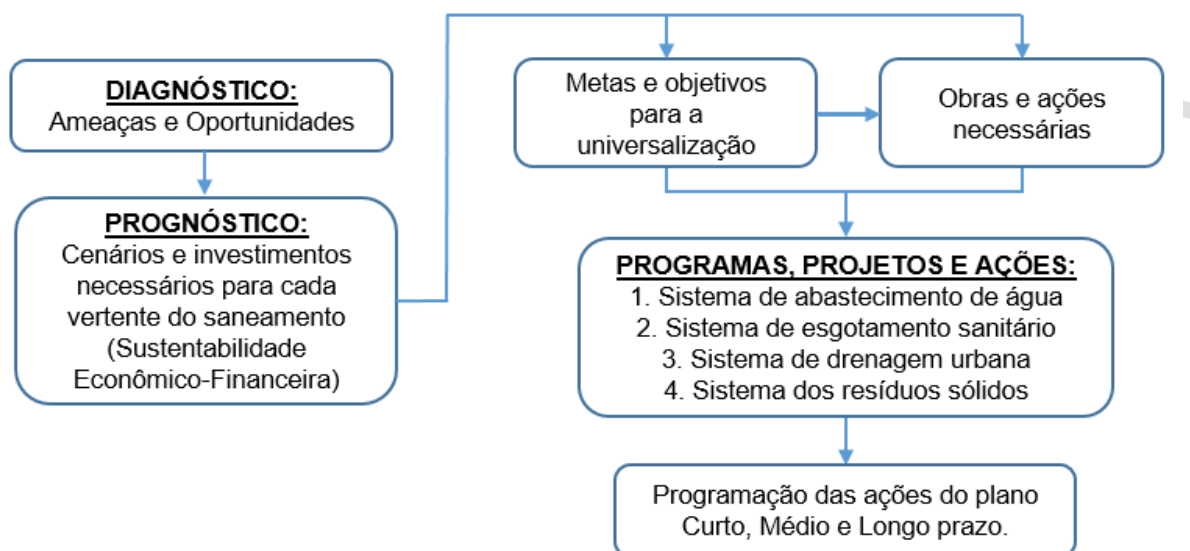 DIAGNÓSTICO:
Ameaças e Oportunidades
PROGNÓSTICO:
Cenários e investimentos
necessários para cada
vertente do saneamento
(Sustentabilidade
Econômico-Financeira)
Metas e objetivos
para a
universalização
Obras e ações
necessárias
PROGRAMAS, PROJETOS E AÇÕES:
1. Sistema de abastecimento de água
2. Sistema de esgotamento sanitário
3. Sistema de drenagem urbana
4. Sistema dos resíduos sólidos
Programação das ações do plano
Curto, Médio e Longo prazo.